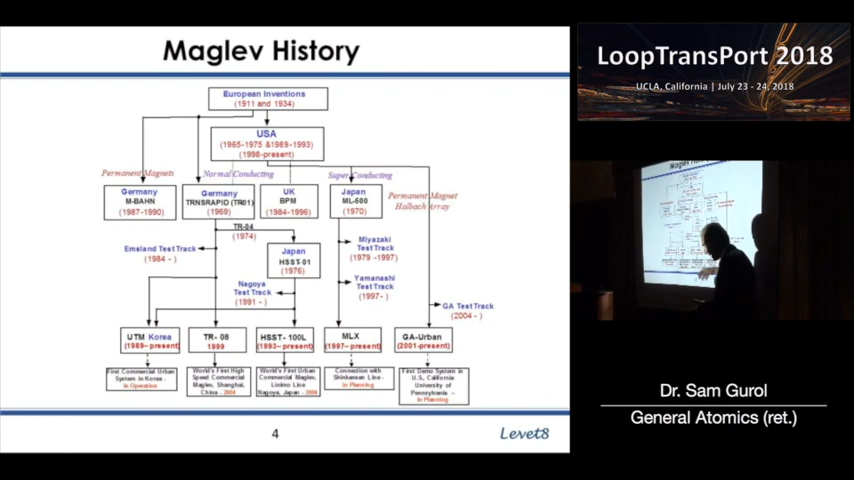 Maglev History
European Inventions
(1911 and 1934)
USA
(1965-1975 &1989-1993)
(1998-present)
Permanent Magnets
Normal Conducting
Super Conducting
Germany
M-BAHN
(1987-1990)
Germany
TRNSRAPID (TR01)
(1969)
UK
BPM
(1984-1996)
Japan
ML-500
(1970)
Permanent Magnet
Halbach Array
TR-04
(1974)
Emsland Test Track
(1984 - )
Japan
HSST-01
(1976)
Miyazaki
Test Track
(1979 -1997)
Nagoya
Test Track
(1991 - )
Yamanashi
Test Track
(1997- )
GA Test Track
(2004 - )
UTM Korea
(1989– present)
TR- 08
1999
HSST- 100L
(1993– present)
MLX
(1997– present)
GA-Urban
(2001-present)
First Commercial Urban
System in Korea -
in Operation
World's First High
Speed Commercial
Maglev, Shanghai,
China - 2004
World's First Urban
Commercial Maglev,
Linimo Line
Nagoya, Japan - 2004
Connection with
Shinkansen Line -
in Planning
First Demo System in
U.S., California
University of
Pennsylvania –
in Planning
4
Levet8
LoopTransPort 2018
UCLA, California | July 23 - 24, 2018
Maglev
Dr. Sam Gurol
General Atomics (ret.)